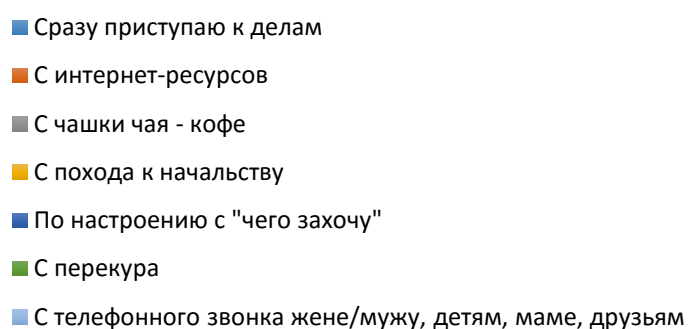 Сразу приступаю к делам
С интернет-ресурсов
С чашки чая - кофе
С похода к начальству
По настроению с "чего захочу"
С перекура
С телефонного звонка жене/мужу, детям, маме, друзьям